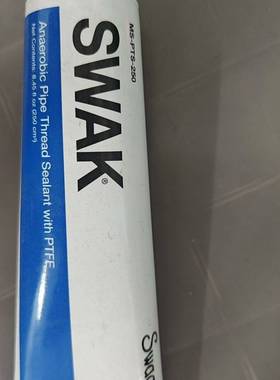 MS-PTS-250
SWAK®
Anaerobic Pipe Thread Sealant with PTFE
Net Contents: 8.45 fl oz (250 cm³)